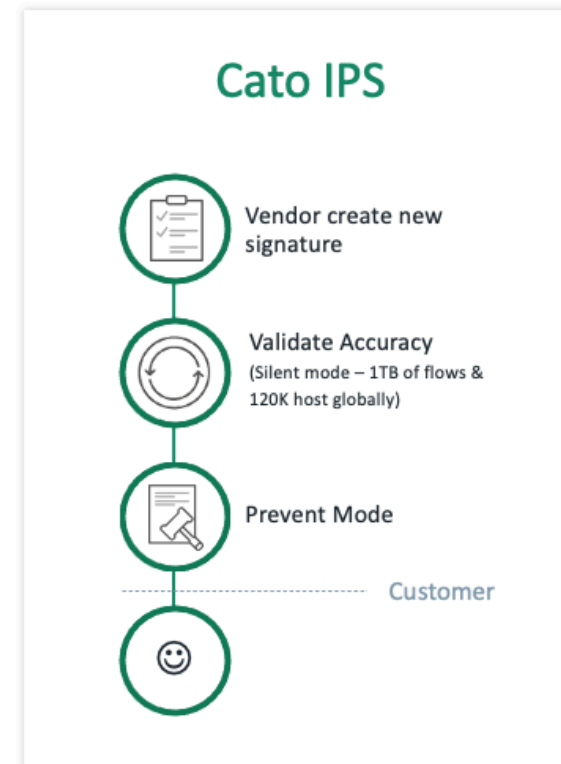 Cato IPS
Vendor create new
signature
Validate Accuracy
(Silent mode – 1TB of flows &
120K host globally)
Prevent Mode
Customer